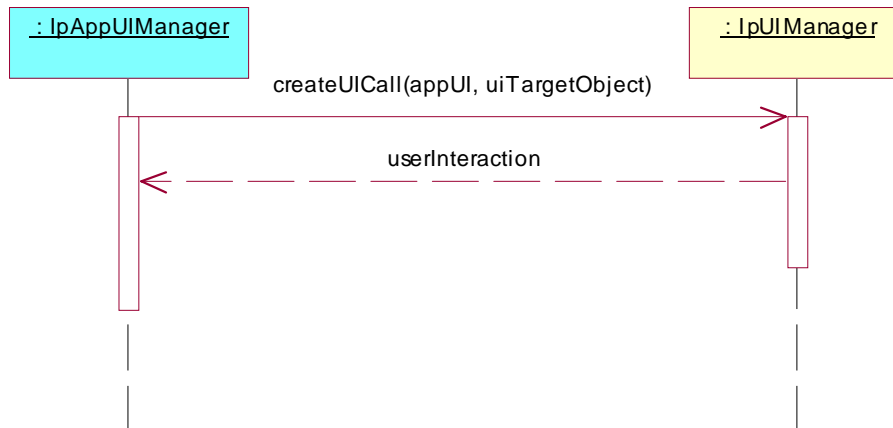 : IpAppUIManager
: IpUIManager
createUICall(appUI, uiTargetObject)
userInteraction